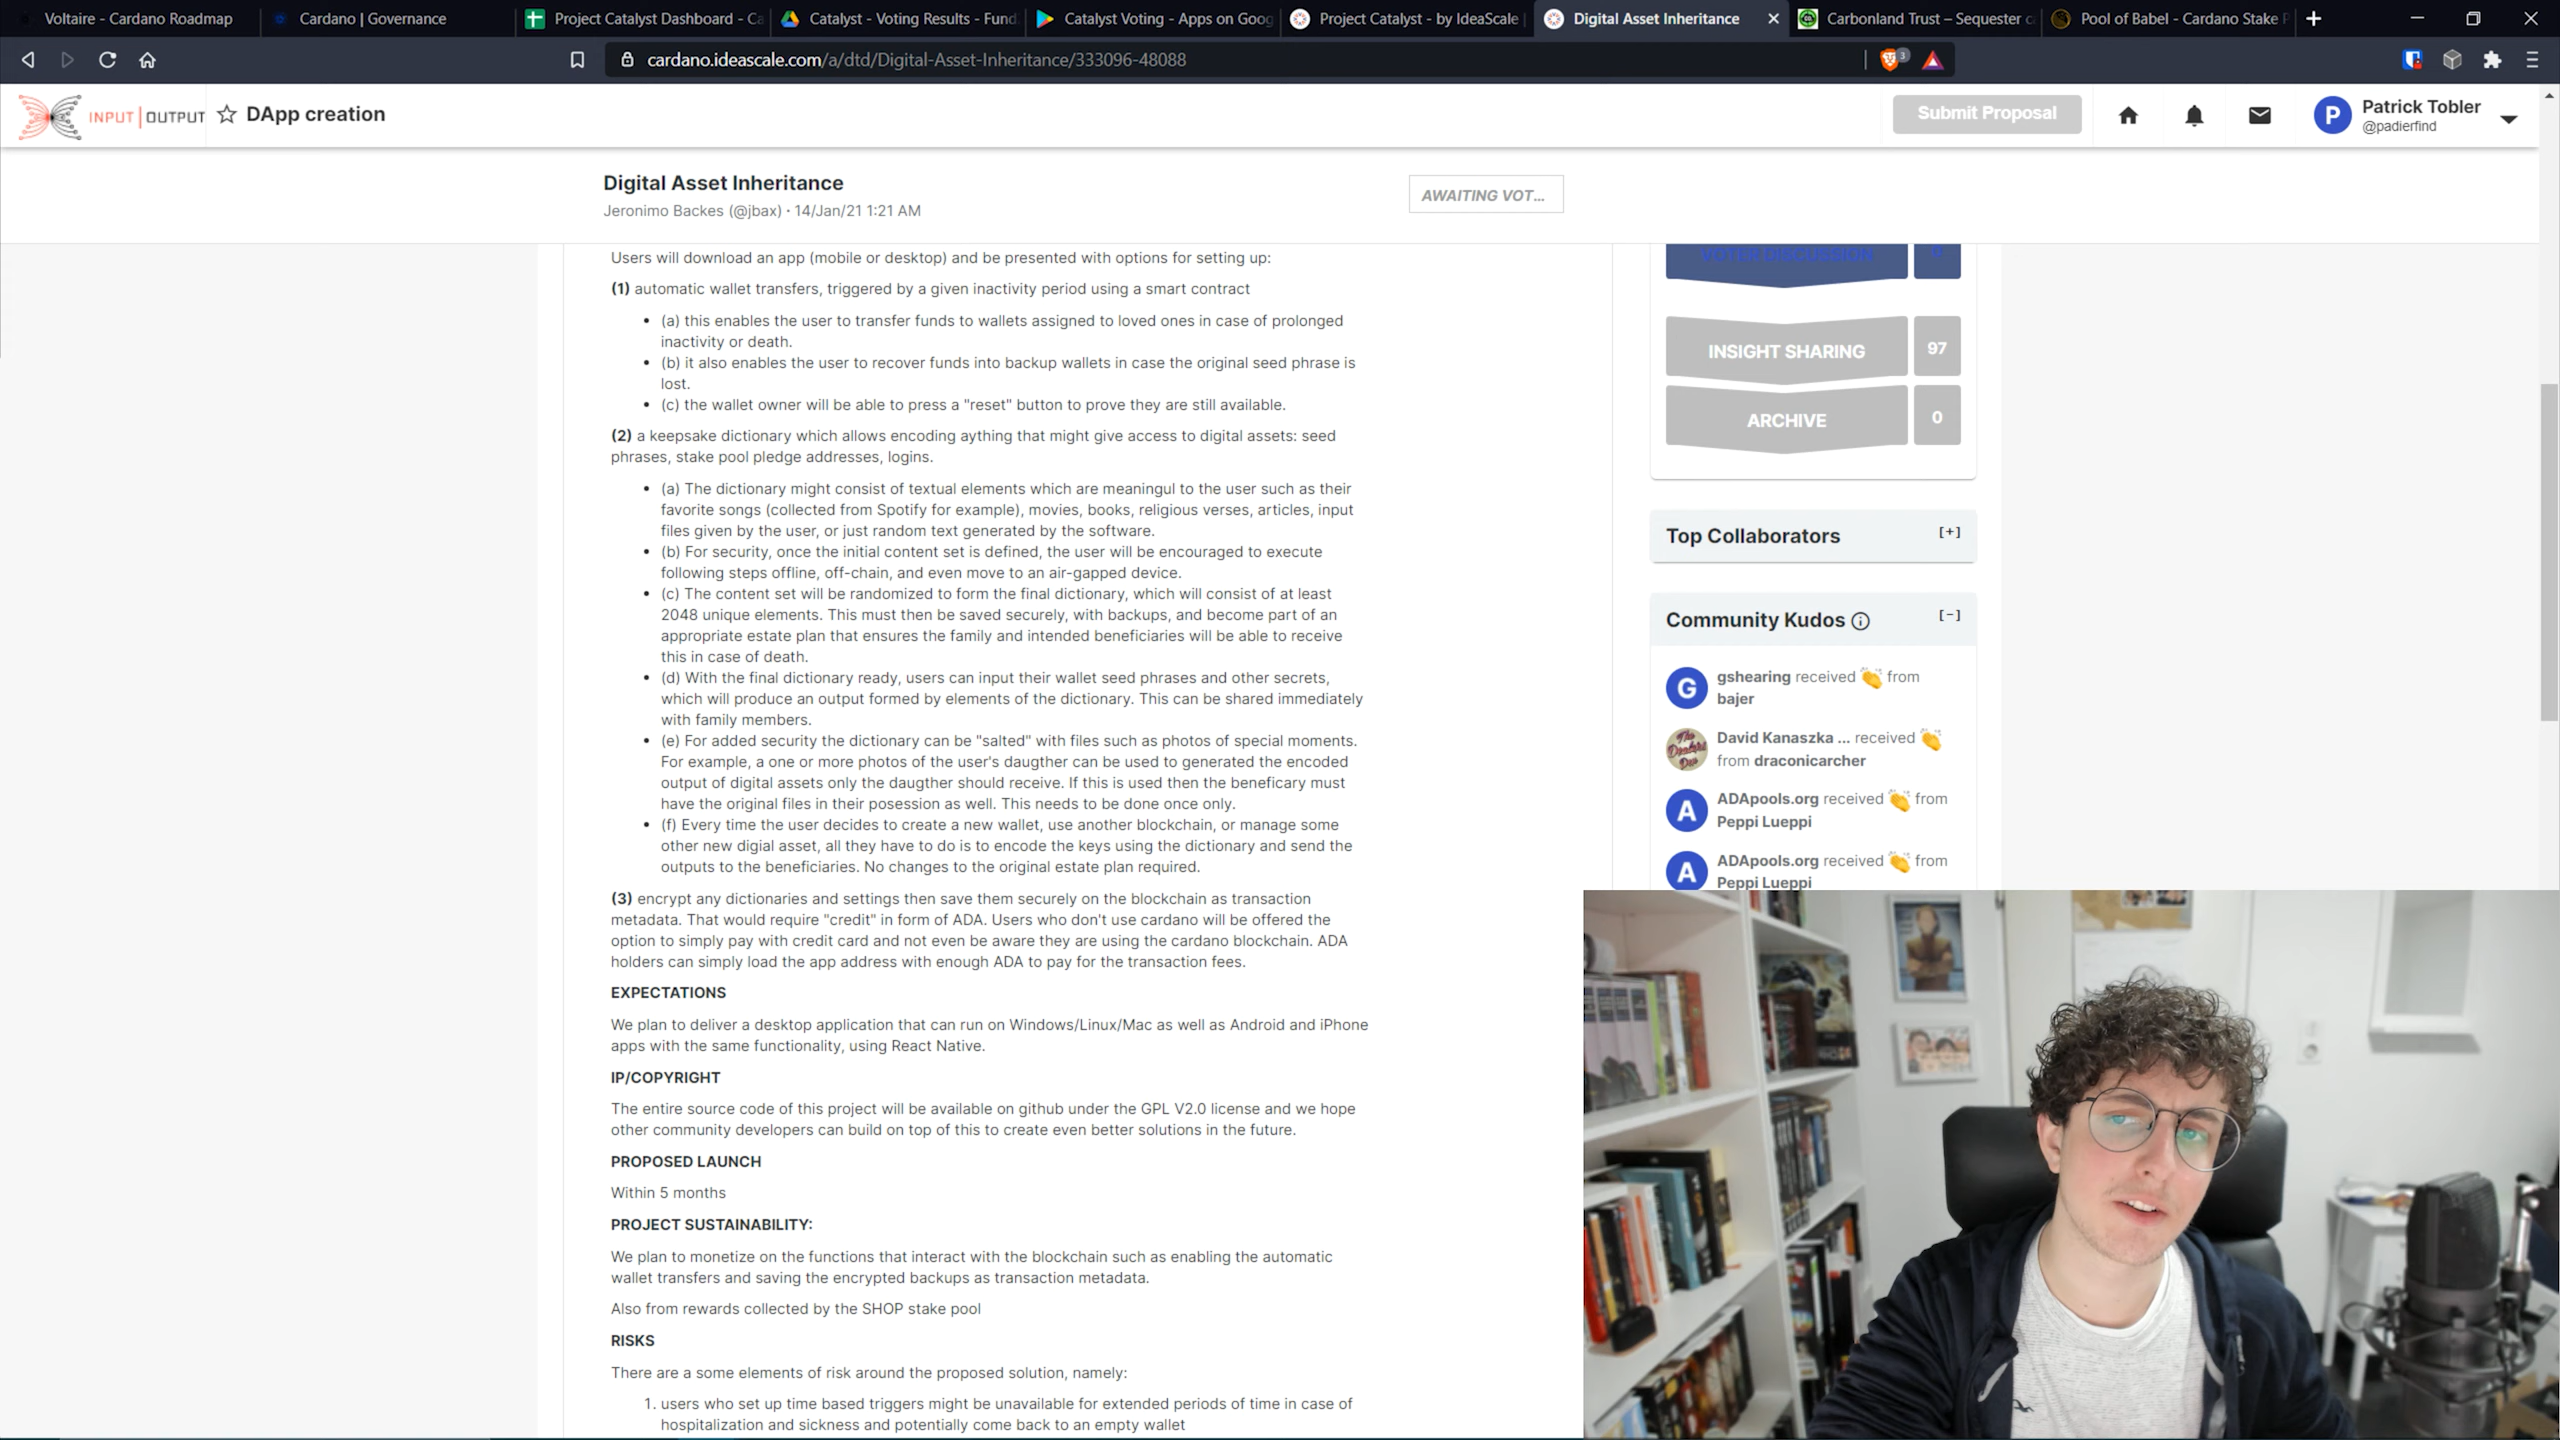 Voltaire - Cardano Roadmap
Cardano | Governance
Project Catalyst Dashboard - Ca
Catalyst - Voting Results - Fund
Catalyst Voting - Apps on Goog
Project Catalyst - by IdeaScale
Digital Asset Inheritance
Carbonland Trust – Sequester c
Pool of Babel - Cardano Stake P
cardano.ideascale.com/a/dtd/Digital-Asset-Inheritance/333096-48088
3
INPUT | OUTPUT
DApp creation
Submit Proposal
P
Patrick Tobler
@padierfind
Digital Asset Inheritance
Jeronimo Backes (@jbax) • 14/Jan/21 1:21 AM
AWAITING VOT...
Users will download an app (mobile or desktop) and be presented with options for setting up:
(1) automatic wallet transfers, triggered by a given inactivity period using a smart contract
• (a) this enables the user to transfer funds to wallets assigned to loved ones in case of prolonged
inactivity or death.
• (b) it also enables the user to recover funds into backup wallets in case the original seed phrase is
lost.
• (c) the wallet owner will be able to press a "reset" button to prove they are still available.
(2) a keepsake dictionary which allows encoding aything that might give access to digital assets: seed
phrases, stake pool pledge addresses, logins.
• (a) The dictionary might consist of textual elements which are meaningul to the user such as their
favorite songs (collected from Spotify for example), movies, books, religious verses, articles, input
files given by the user, or just random text generated by the software.
• (b) For security, once the initial content set is defined, the user will be encouraged to execute
following steps offline, off-chain, and even move to an air-gapped device.
• (c) The content set will be randomized to form the final dictionary, which will consist of at least
2048 unique elements. This must then be saved securely, with backups, and become part of an
appropriate estate plan that ensures the family and intended beneficiaries will be able to receive
this in case of death.
• (d) With the final dictionary ready, users can input their wallet seed phrases and other secrets,
which will produce an output formed by elements of the dictionary. This can be shared immediately
with family members.
• (e) For added security the dictionary can be "salted" with files such as photos of special moments.
For example, a one or more photos of the user's daugther can be used to generated the encoded
output of digital assets only the daugther should receive. If this is used then the beneficary must
have the original files in their posession as well. This needs to be done once only.
• (f) Every time the user decides to create a new wallet, use another blockchain, or manage some
other new digial asset, all they have to do is to encode the keys using the dictionary and send the
outputs to the beneficiaries. No changes to the original estate plan required.
(3) encrypt any dictionaries and settings then save them securely on the blockchain as transaction
metadata. That would require "credit" in form of ADA. Users who don't use cardano will be offered the
option to simply pay with credit card and not even be aware they are using the cardano blockchain. ADA
holders can simply load the app address with enough ADA to pay for the transaction fees.
EXPECTATIONS
We plan to deliver a desktop application that can run on Windows/Linux/Mac as well as Android and iPhone
apps with the same functionality, using React Native.
IP/COPYRIGHT
The entire source code of this project will be available on github under the GPL V2.0 license and we hope
other community developers can build on top of this to create even better solutions in the future.
PROPOSED LAUNCH
Within 5 months
PROJECT SUSTAINABILITY:
We plan to monetize on the functions that interact with the blockchain such as enabling the automatic
wallet transfers and saving the encrypted backups as transaction metadata.
Also from rewards collected by the SHOP stake pool
RISKS
There are a some elements of risk around the proposed solution, namely:
1. users who set up time based triggers might be unavailable for extended periods of time in case of
hospitalization and sickness and potentially come back to an empty wallet
VOTER DISCUSSION
INSIGHT SHARING 97
ARCHIVE 0
Top Collaborators [+]
Community Kudos [-]
G
gshearing received from
bajer
David Kanaszka ... received
from draconicarcher
A
ADApools.org received from
Peppi Lueppi
A
ADApools.org received from
Peppi Lueppi